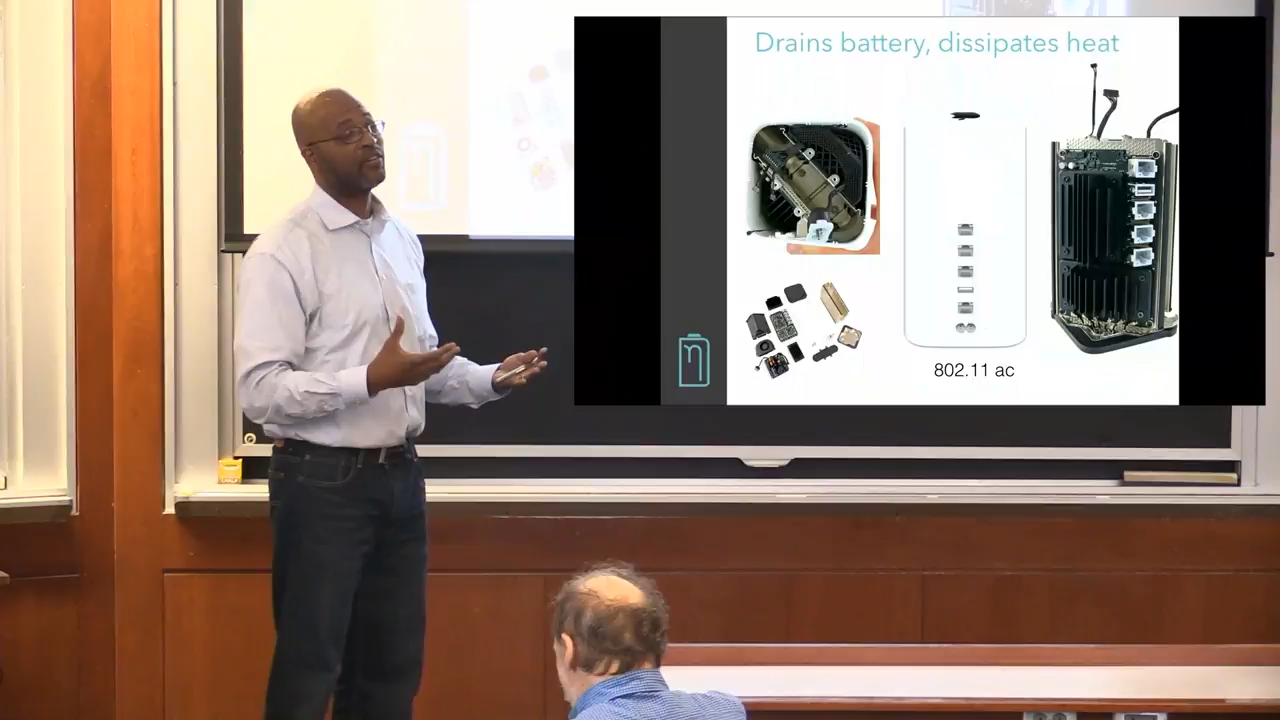 Drains battery, dissipates heat
802.11 ac
η